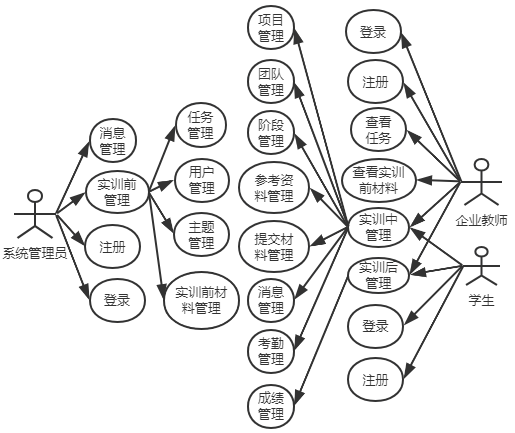 消息
管理
实训前
管理
注册
登录
系统管理员
任务
管理
用户
管理
主题
管理
实训前材
料管理
项目
管理
团队
管理
阶段
管理
参考资
料管理
提交材
料管理
消息
管理
考勤
管理
成绩
管理
登录
注册
查看
任务
查看实训
前材料
实训中
管理
实训后
管理
登录
注册
企业教师
学生